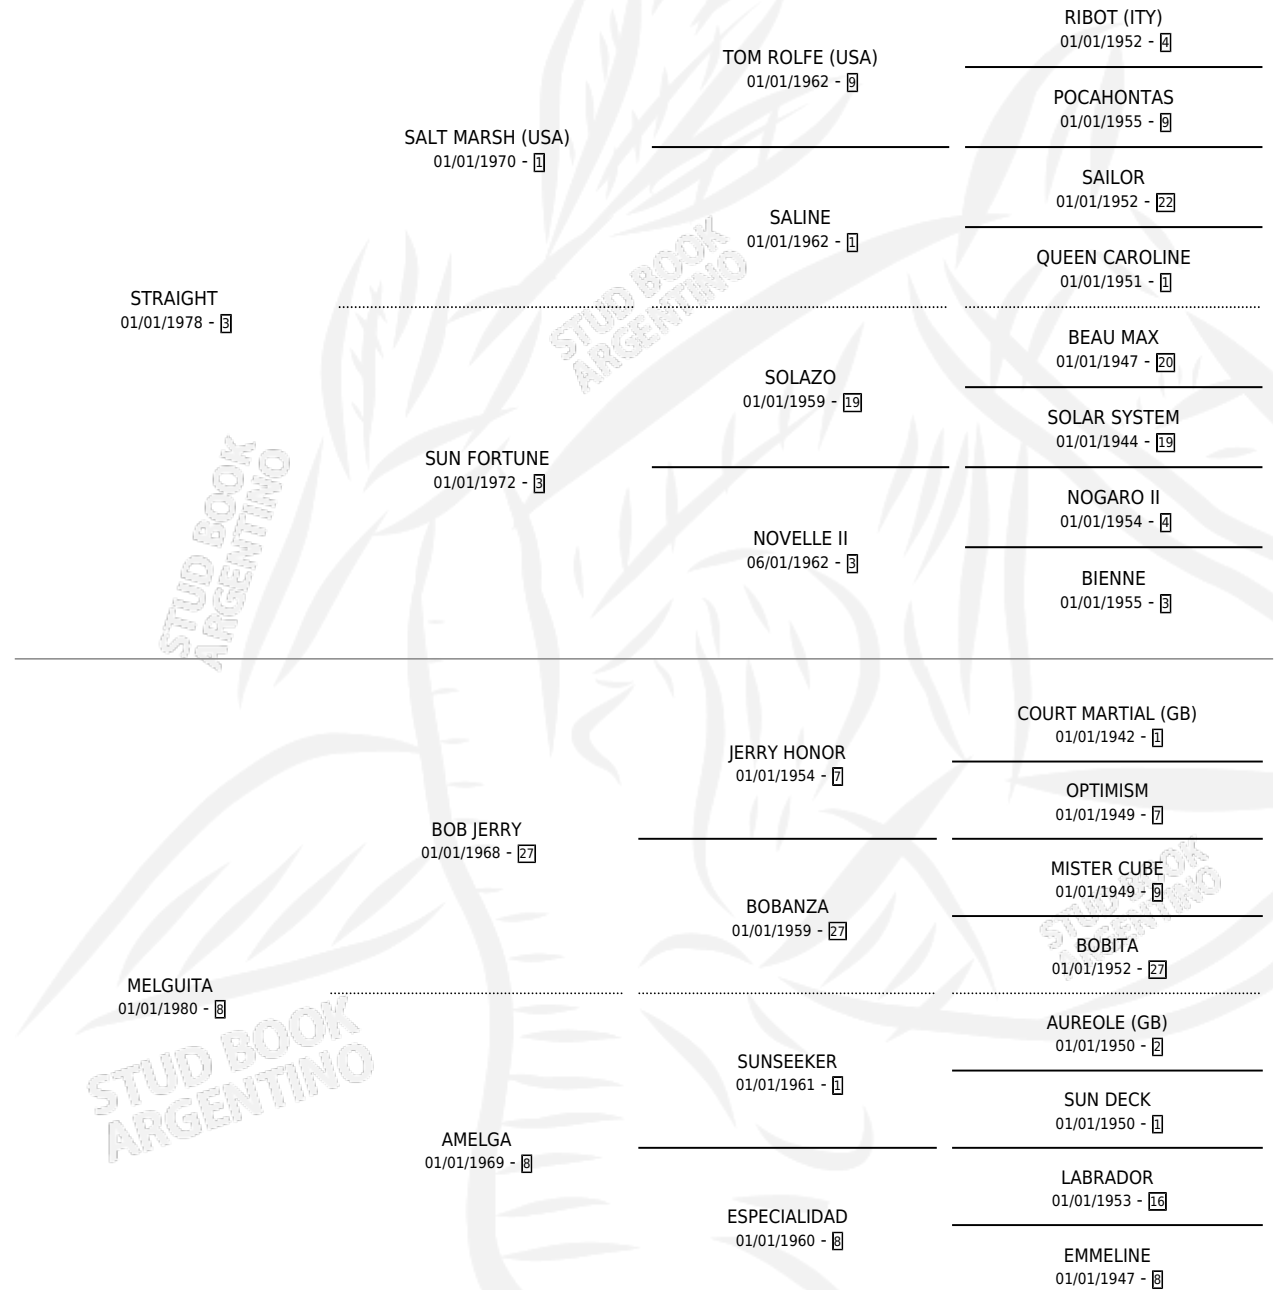 RIBOT (ITY)
01/01/1952 - 4
TOM ROLFE (USA)
01/01/1962 - 9
POCAHONTAS
01/01/1955 - 9
SALT MARSH (USA)
01/01/1970 - 1
SAILOR
01/01/1952 - 22
SALINE
01/01/1962 - 1
QUEEN CAROLINE
01/01/1951 - 1
STRAIGHT
01/01/1978 - 3
BEAU MAX
01/01/1947 - 20
SOLAZO
01/01/1959 - 19
SOLAR SYSTEM
01/01/1944 - 19
SUN FORTUNE
01/01/1972 - 3
NOGARO II
01/01/1954 - 4
NOVELLE II
06/01/1962 - 3
BIENNE
01/01/1955 - 3
COURT MARTIAL (GB)
01/01/1942 - 1
JERRY HONOR
01/01/1954 - 7
OPTIMISM
01/01/1949 - 7
BOB JERRY
01/01/1968 - 27
MISTER CUBE
01/01/1949 - 9
BOBANZA
01/01/1959 - 27
BOBITA
01/01/1952 - 27
MELGUITA
01/01/1980 - 8
AUREOLE (GB)
01/01/1950 - 2
SUNSEEKER
01/01/1961 - 1
SUN DECK
01/01/1950 - 1
AMELGA
01/01/1969 - 8
LABRADOR
01/01/1953 - 16
ESPECIALIDAD
01/01/1960 - 8
EMMELINE
01/01/1947 - 8
STUD BOOK
ARGENTINO
STUD BOOK
ARGENTINO
STUD BOOK
ARGENTINO
STUD BOOK
ARGENTINO